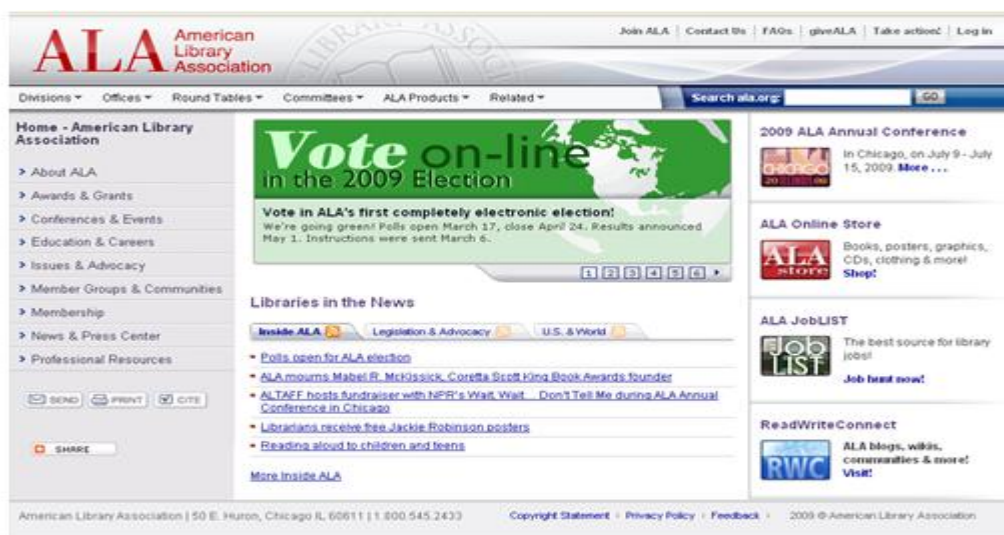 ALA American
Library
Association
LIBRARY ASSOC
Join ALA | Contact Us | FAQs | giveALA | Take action! | Log in
Divisions Offices Round Tables Committees ALA Products Related
Search ala.org: GO
Home - American Library
Association
About ALA
Awards & Grants
Conferences & Events
Education & Careers
Issues & Advocacy
Member Groups & Communities
Membership
News & Press Center
Professional Resources
SEND PRINT CITE
SHARE
Vote on-line
in the 2009 Election
Vote in ALA's first completely electronic election!
We're going green! Polls open March 17, close April 24. Results announced
May 1. Instructions were sent March 6.
1 2 3 4 5 6
Libraries in the News
Inside ALA Legislation & Advocacy U.S. & World
Polls open for ALA election
ALA mourns Mabel R. McKissick, Coretta Scott King Book Awards founder
ALTAFF hosts fundraiser with NPR's Wait, Wait... Don't Tell Me during ALA Annual
Conference in Chicago
Librarians receive free Jackie Robinson posters
Reading aloud to children and teens
More Inside ALA
2009 ALA Annual Conference
In Chicago, on July 9 - July
15, 2009. More . . .
ALA Online Store
ALA
store
Books, posters, graphics,
CDs, clothing & more!
Shop!
ALA JobLIST
JOB
LIST
The best source for library
jobs!
Job hunt now!
ReadWriteConnect
RWC
ALA blogs, wikis,
communities & more!
Visit!
American Library Association | 50 E. Huron, Chicago IL 60611 | 1.800.545.2433 Copyright Statement Privacy Policy Feedback 2009 © American Library Association